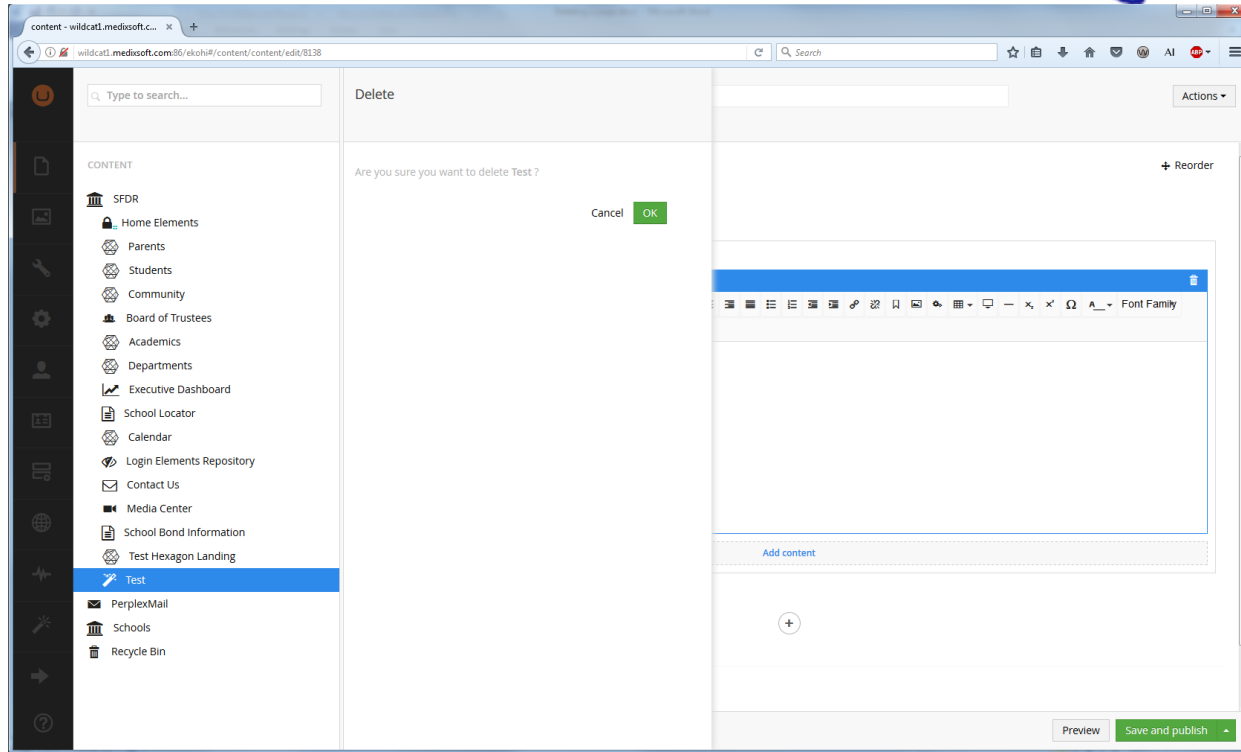 content - wildcat1.medixsoft.c... × +
wildcat1.medixsoft.com:86/ekohi#/content/content/edit/8138
Search
AI
ABP
Type to search...
Delete
Actions
CONTENT
Are you sure you want to delete Test ?
Reorder
Cancel OK
SFDR
Home Elements
Parents
Students
Community
Board of Trustees
Academics
Departments
Executive Dashboard
School Locator
Calendar
Login Elements Repository
Contact Us
Media Center
School Bond Information
Test Hexagon Landing
Test
PerplexMail
Schools
Recycle Bin
Font Family
Add content
Preview Save and publish